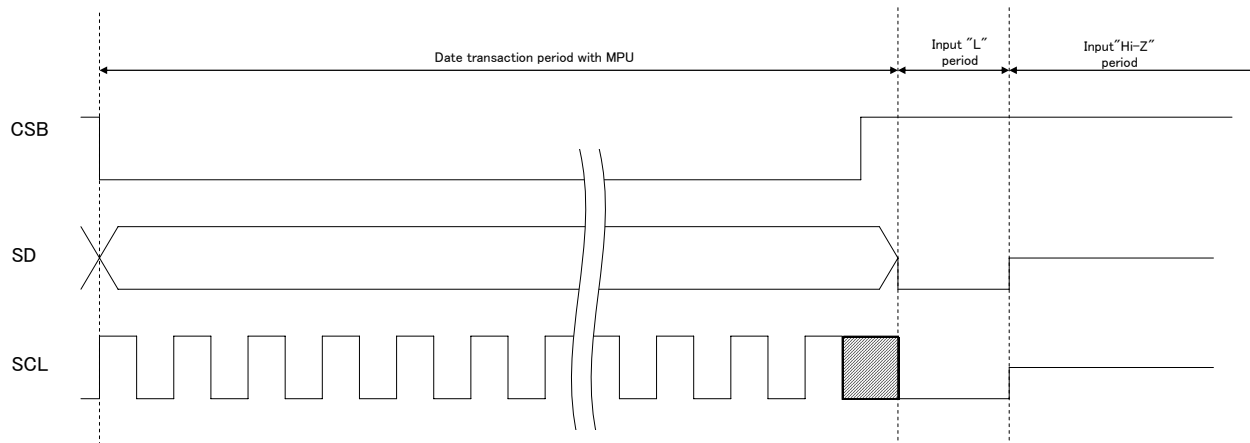 Date transaction period with MPU
Input "L"
period
Input"Hi-Z"
period
CSB
SD
SCL